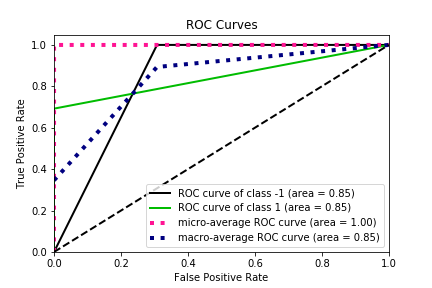 ROC Curves
True Positive Rate
1.0
0.8
0.6
0.4
0.2
0.0
ROC curve of class -1 (area = 0.85)
ROC curve of class 1 (area = 0.85)
micro-average ROC curve (area = 1.00)
macro-average ROC curve (area = 0.85)
0.0 0.2 0.4 0.6 0.8 1.0
False Positive Rate